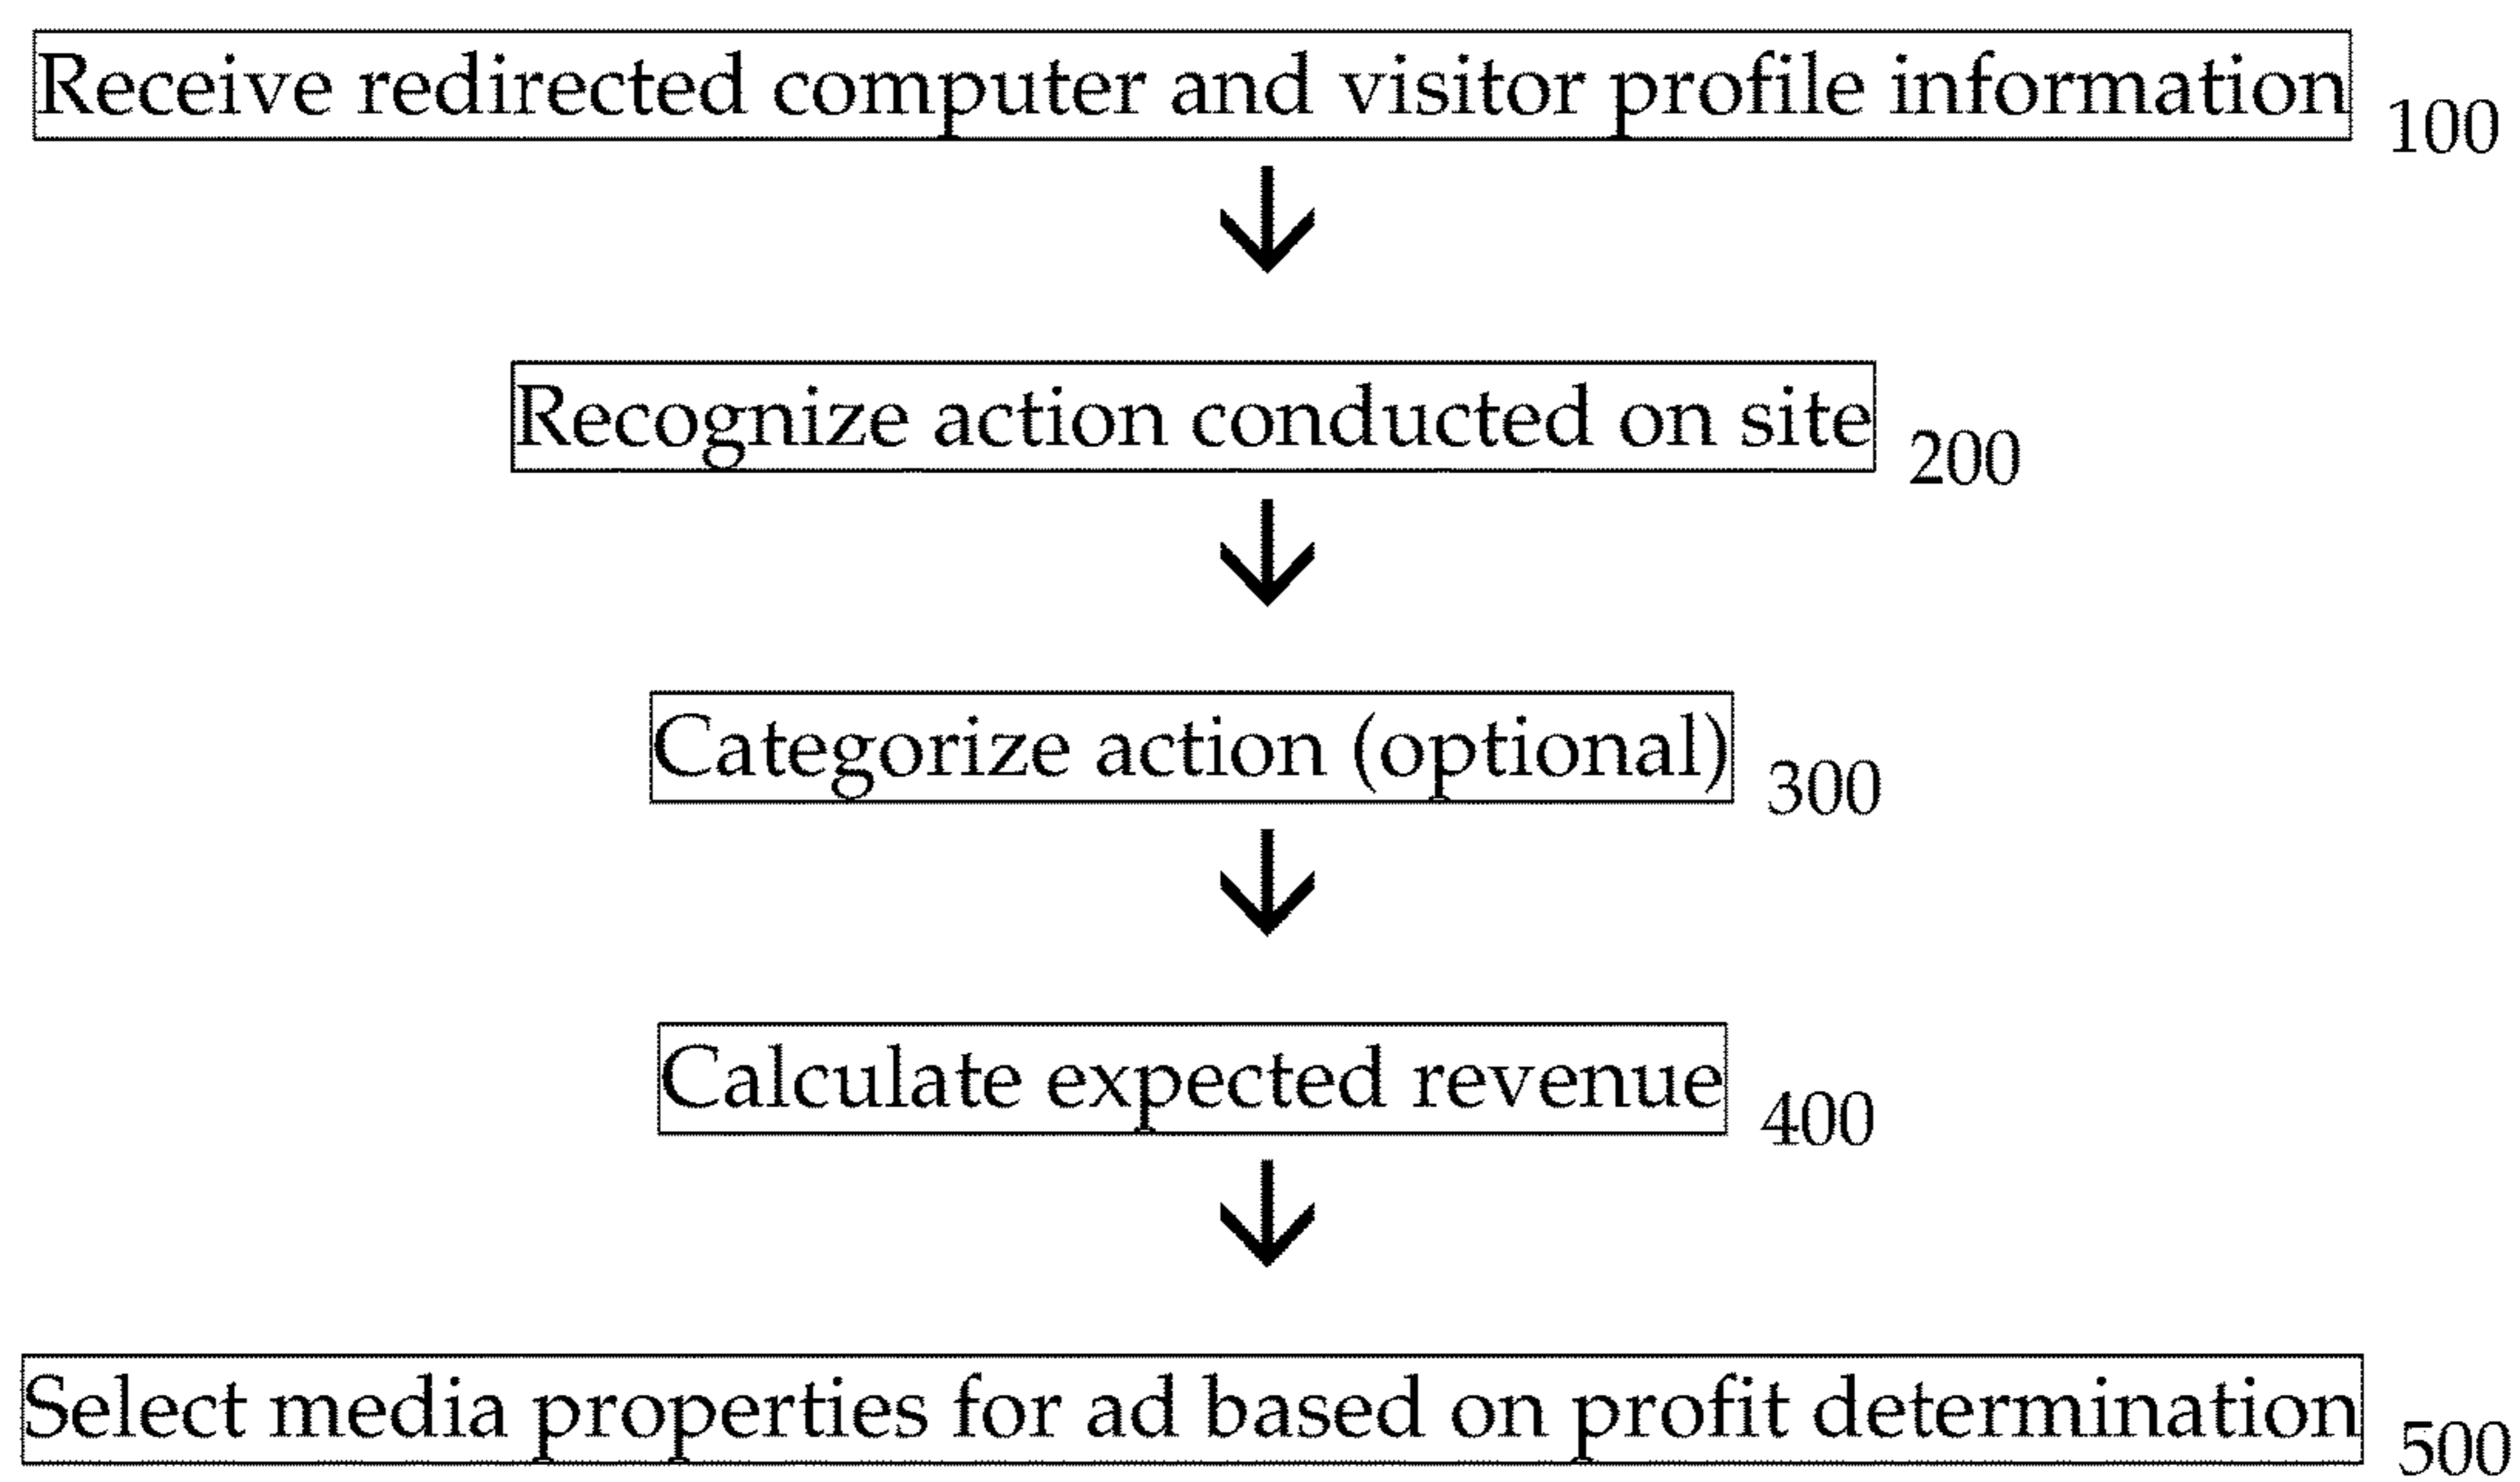 Receive redirected computer and visitor profile information 100
Recognize action conducted on site 200
Categorize action (optional) 300
Calculate expected revenue 400
Select media properties for ad based on profit determination 500